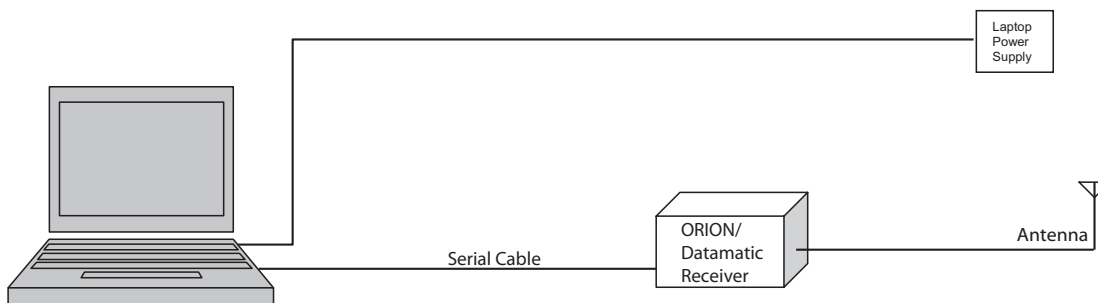 Laptop
Power
Supply
ORION/
Datamatic
Receiver
Serial Cable
Antenna